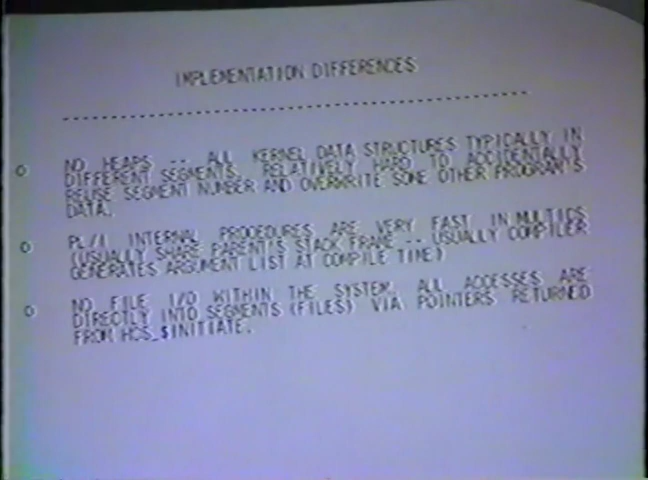 IMPLEMENTATION DIFFERENCES
o NO HEAPS -- ALL KERNEL DATA STRUCTURES TYPICALLY IN
DIFFERENT SEGMENTS. RELATIVELY HARD TO ACCIDENTALLY
REUSE SEGMENT NUMBER AND OVERWRITE SOME OTHER PROGRAM'S
DATA.
o PL/I INTERNAL PROCEDURES ARE VERY FAST IN MULTICS
(USUALLY SHARE PARENT'S STACK FRAME -- USUALLY COMPILER
GENERATES ARGUMENT LIST AT COMPILE TIME)
o NO FILE I/O WITHIN THE SYSTEM. ALL ACCESSES ARE
DIRECTLY INTO SEGMENTS (FILES) VIA POINTERS RETURNED
FROM HCS_$INITIATE.